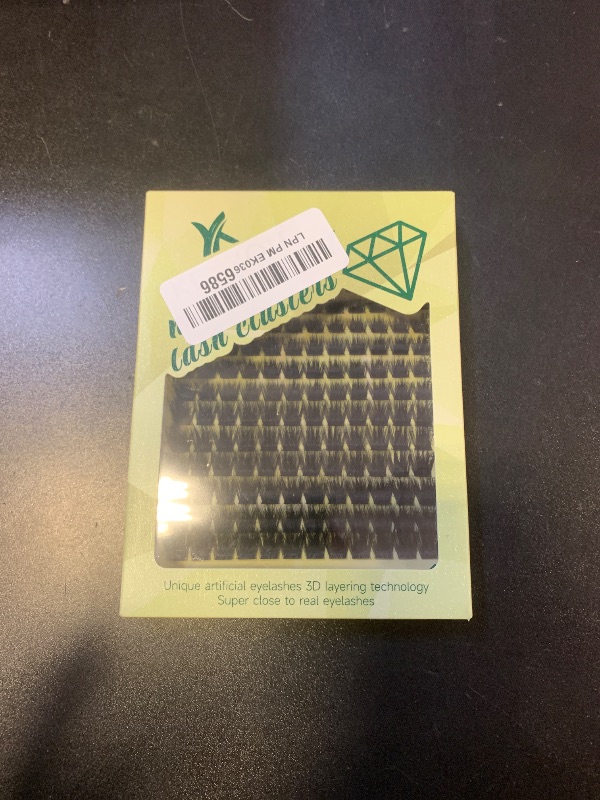 YK
LPN PM EK0366586
lash clusters
Unique artificial eyelashes 3D layering technology
Super close to real eyelashes